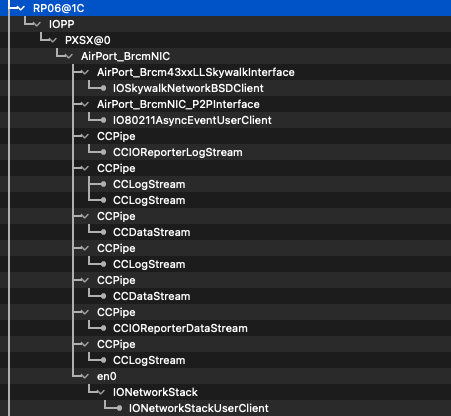 RP06@1C
IOPP
PXSX@0
AirPort_BrcmNIC
AirPort_Brcm43xxLLSkywalkInterface
IOSkywalkNetworkBSDClient
AirPort_BrcmNIC_P2PInterface
IO80211AsyncEventUserClient
CCPipe
CCIOReporterLogStream
CCPipe
CCLogStream
CCLogStream
CCPipe
CCDataStream
CCPipe
CCLogStream
CCPipe
CCDataStream
CCPipe
CCIOReporterDataStream
CCPipe
CCLogStream
en0
IONetworkStack
IONetworkStackUserClient